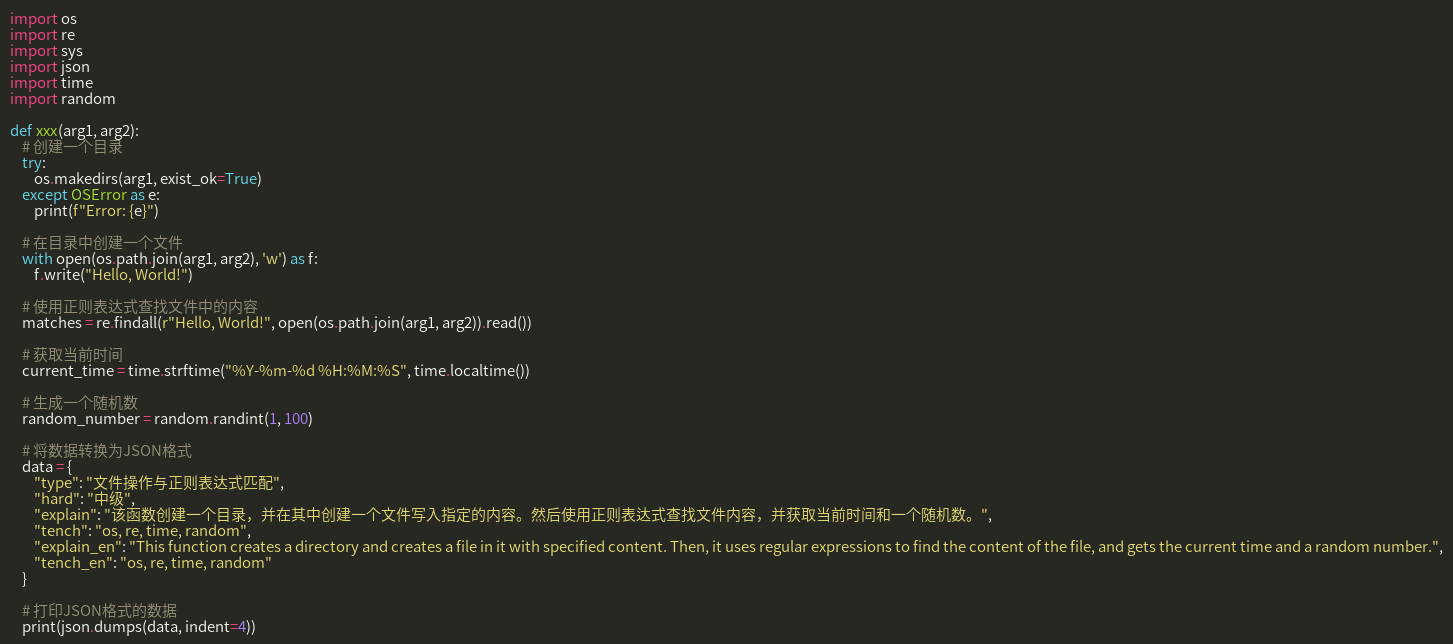 import os
import re
import sys
import json
import time
import random
def xxx(arg1, arg2):
# 创建一个目录
try:
os.makedirs(arg1, exist_ok=True)
except OSError as e:
print(f"Error: {e}")
# 在目录中创建一个文件
with open(os.path.join(arg1, arg2), 'w') as f:
f.write("Hello, World!")
# 使用正则表达式查找文件中的内容
matches = re.findall(r"Hello, World!", open(os.path.join(arg1, arg2)).read())
# 获取当前时间
current_time = time.strftime("%Y-%m-%d %H:%M:%S", time.localtime())
# 生成一个随机数
random_number = random.randint(1, 100)
# 将数据转换为JSON格式
data = {
"type": "文件操作与正则表达式匹配",
"hard": "中级",
"explain": "该函数创建一个目录，并在其中创建一个文件写入指定的内容。然后使用正则表达式查找文件内容，并获取当前时间和一个随机数。",
"tench": "os, re, time, random",
"explain_en": "This function creates a directory and creates a file in it with specified content. Then, it uses regular expressions to find the content of the file, and gets the current time and a random number.",
"tench_en": "os, re, time, random"
}
# 打印JSON格式的数据
print(json.dumps(data, indent=4))